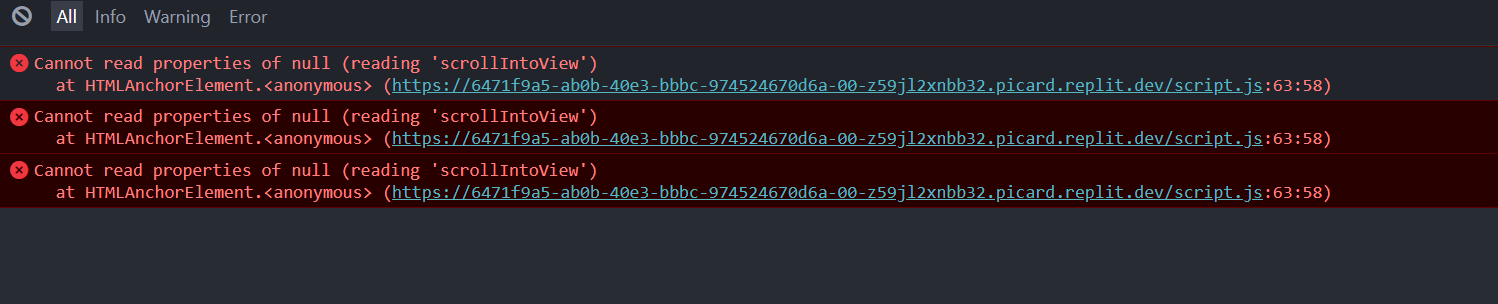 All Info Warning Error
Cannot read properties of null (reading 'scrollIntoView')
at HTMLAnchorElement.<anonymous> (https://6471f9a5-ab0b-40e3-bbbc-974524670d6a-00-z59jl2xnbb32.picard.replit.dev/script.js:63:58)
Cannot read properties of null (reading 'scrollIntoView')
at HTMLAnchorElement.<anonymous> (https://6471f9a5-ab0b-40e3-bbbc-974524670d6a-00-z59jl2xnbb32.picard.replit.dev/script.js:63:58)
Cannot read properties of null (reading 'scrollIntoView')
at HTMLAnchorElement.<anonymous> (https://6471f9a5-ab0b-40e3-bbbc-974524670d6a-00-z59jl2xnbb32.picard.replit.dev/script.js:63:58)